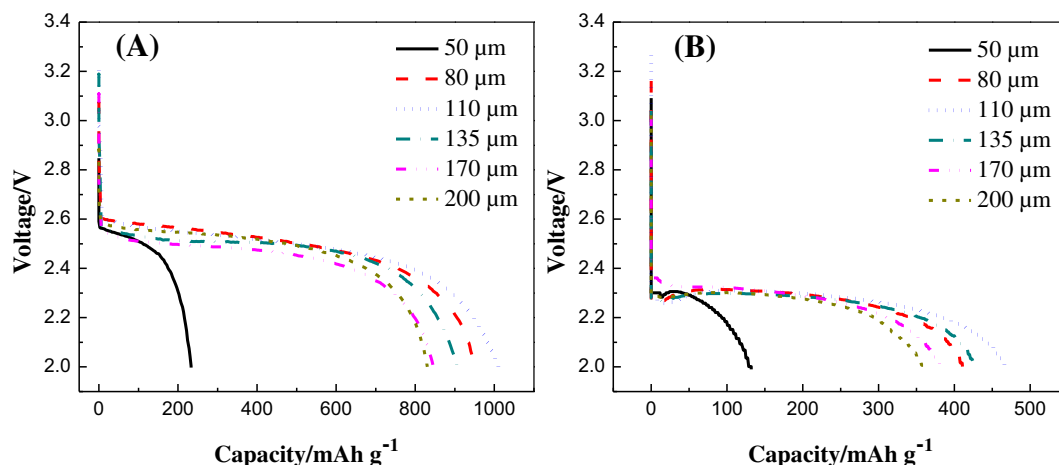 (A)
50 µm
80 µm
110 µm
135 µm
170 µm
200 µm
3.4
3.2
3.0
2.8
2.6
2.4
2.2
2.0
Voltage/V
0 200 400 600 800 1000
Capacity/mAh g-1
(B)
50 µm
80 µm
110 µm
135 µm
170 µm
200 µm
3.4
3.2
3.0
2.8
2.6
2.4
2.2
2.0
Voltage/V
0 100 200 300 400 500
Capacity/mAh g-1